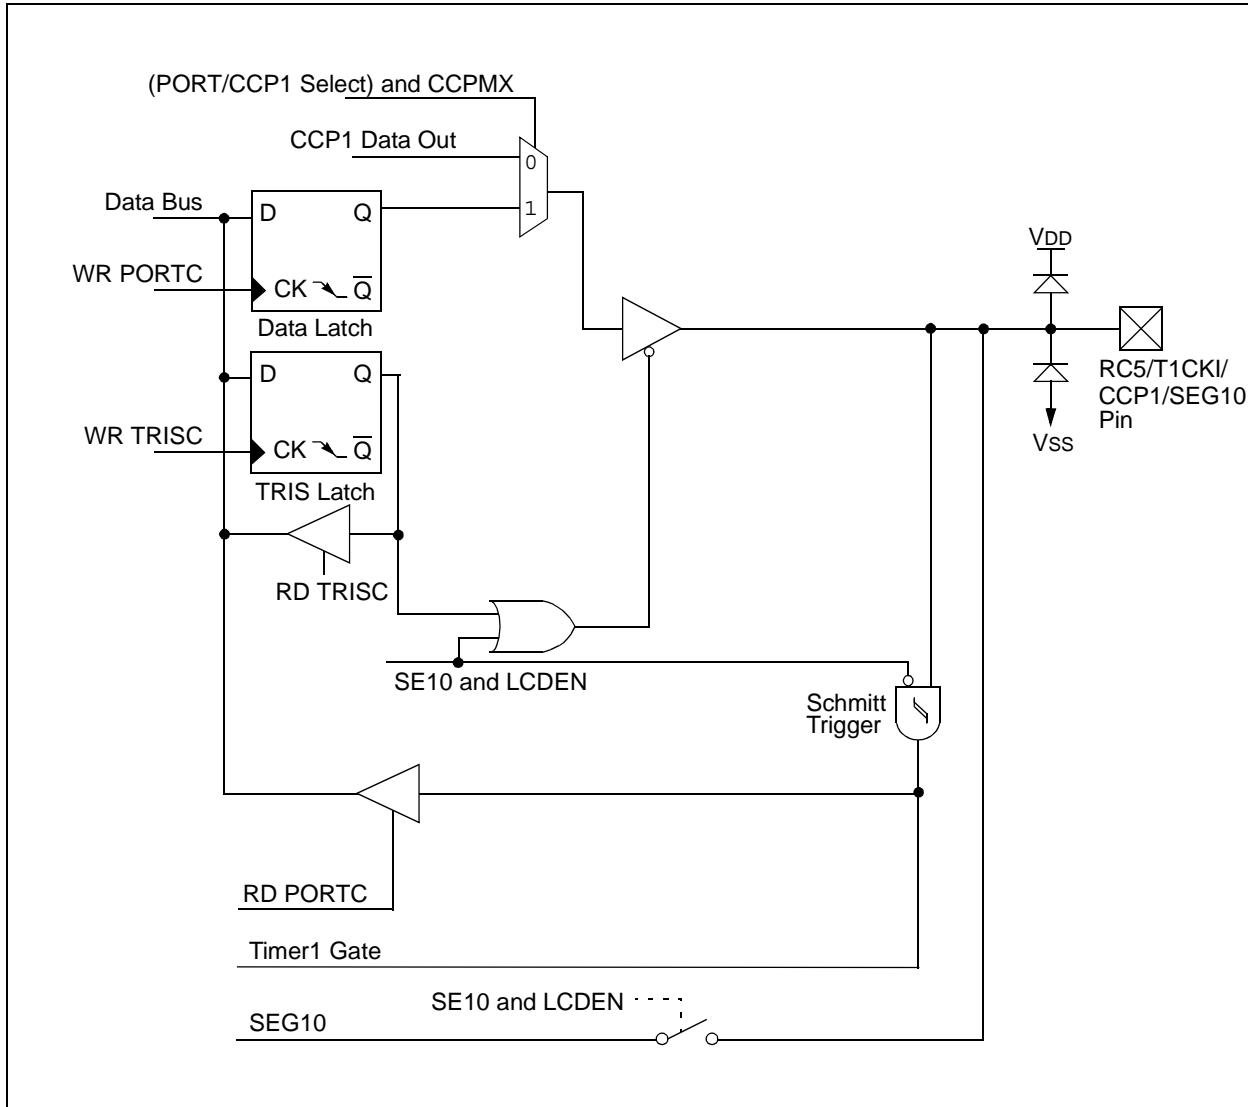 (PORT/CCP1 Select) and CCPMX
CCP1 Data Out
0
Data Bus
D
Q
1
WR PORTC
CK
Q
Data Latch
VDD
D
Q
RC5/T1CKI/
CCP1/SEG10
Pin
WR TRISC
CK
Q
VSS
TRIS Latch
RD TRISC
SE10 and LCDEN
Schmitt
Trigger
RD PORTC
Timer1 Gate
SE10 and LCDEN
SEG10